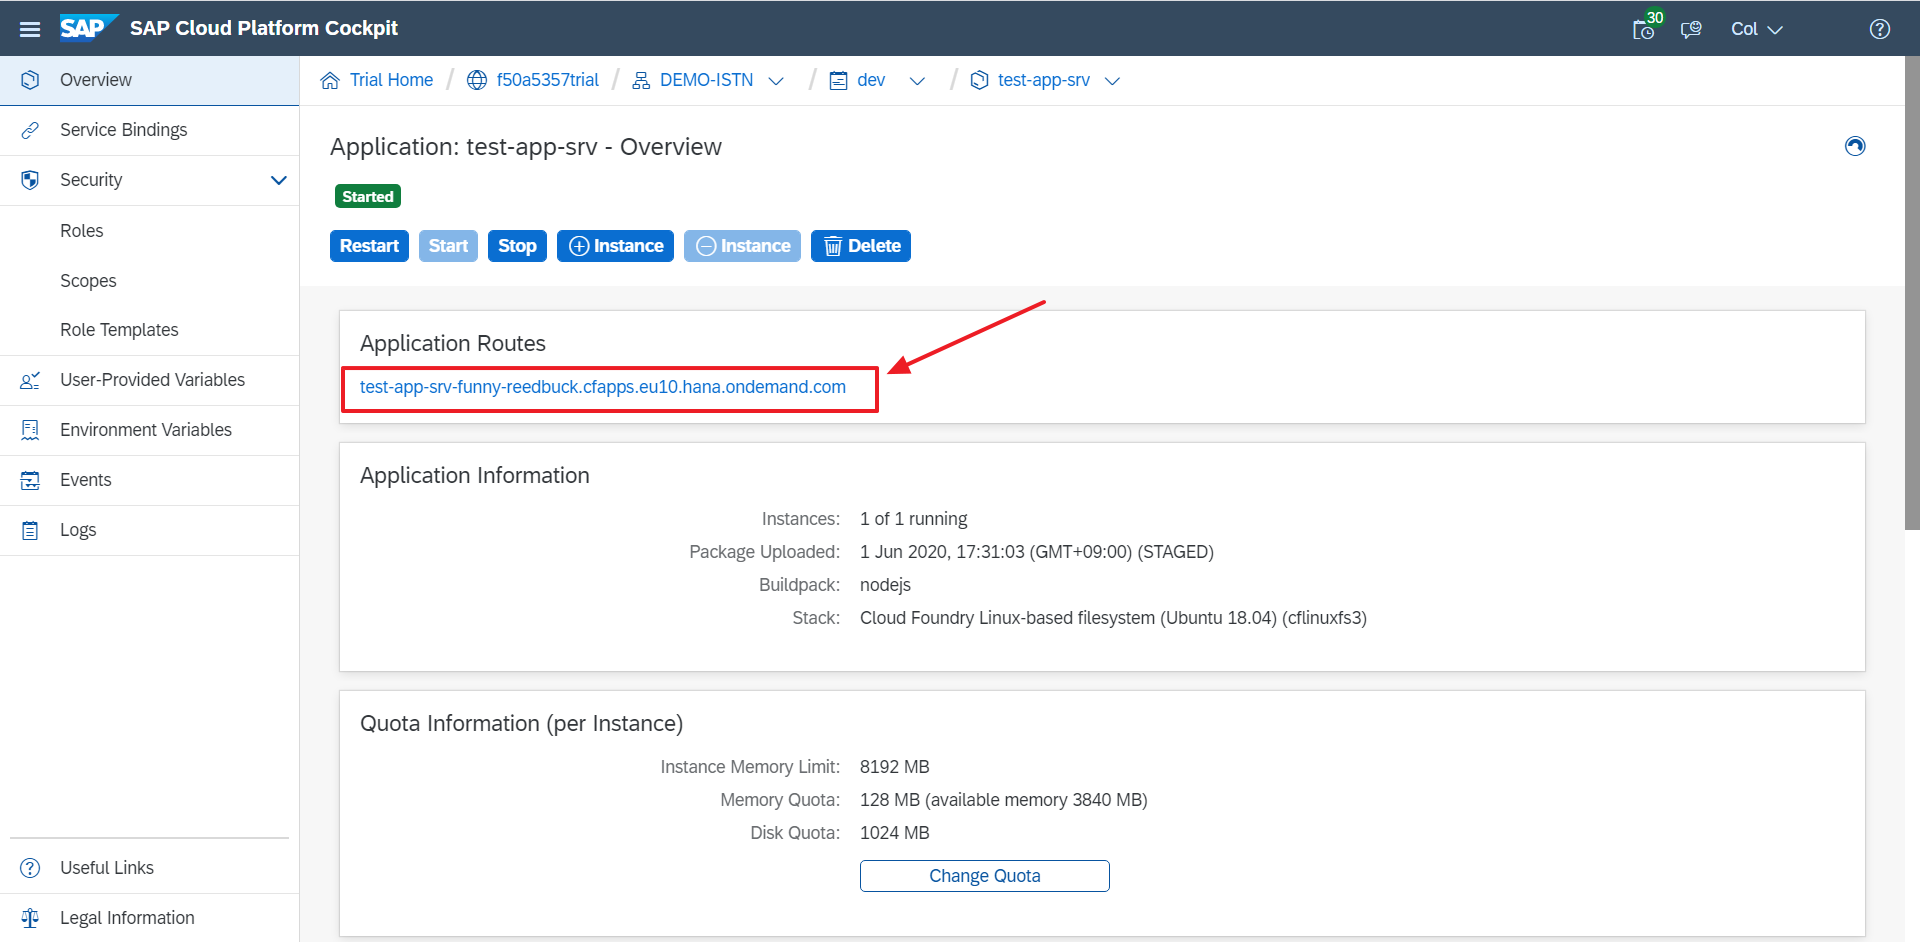 SAP SAP Cloud Platform Cockpit 30 Col
Overview
Service Bindings
Security
Roles
Scopes
Role Templates
User-Provided Variables
Environment Variables
Events
Logs
Useful Links
Legal Information
Trial Home / f50a5357trial / DEMO-ISTN / dev / test-app-srv
Application: test-app-srv - Overview
Started
Restart Start Stop Instance Instance Delete
Application Routes
test-app-srv-funny-reedbuck.cfapps.eu10.hana.ondemand.com
Application Information
Instances: 1 of 1 running
Package Uploaded: 1 Jun 2020, 17:31:03 (GMT+09:00) (STAGED)
Buildpack: nodejs
Stack: Cloud Foundry Linux-based filesystem (Ubuntu 18.04) (cflinuxfs3)
Quota Information (per Instance)
Instance Memory Limit: 8192 MB
Memory Quota: 128 MB (available memory 3840 MB)
Disk Quota: 1024 MB
Change Quota